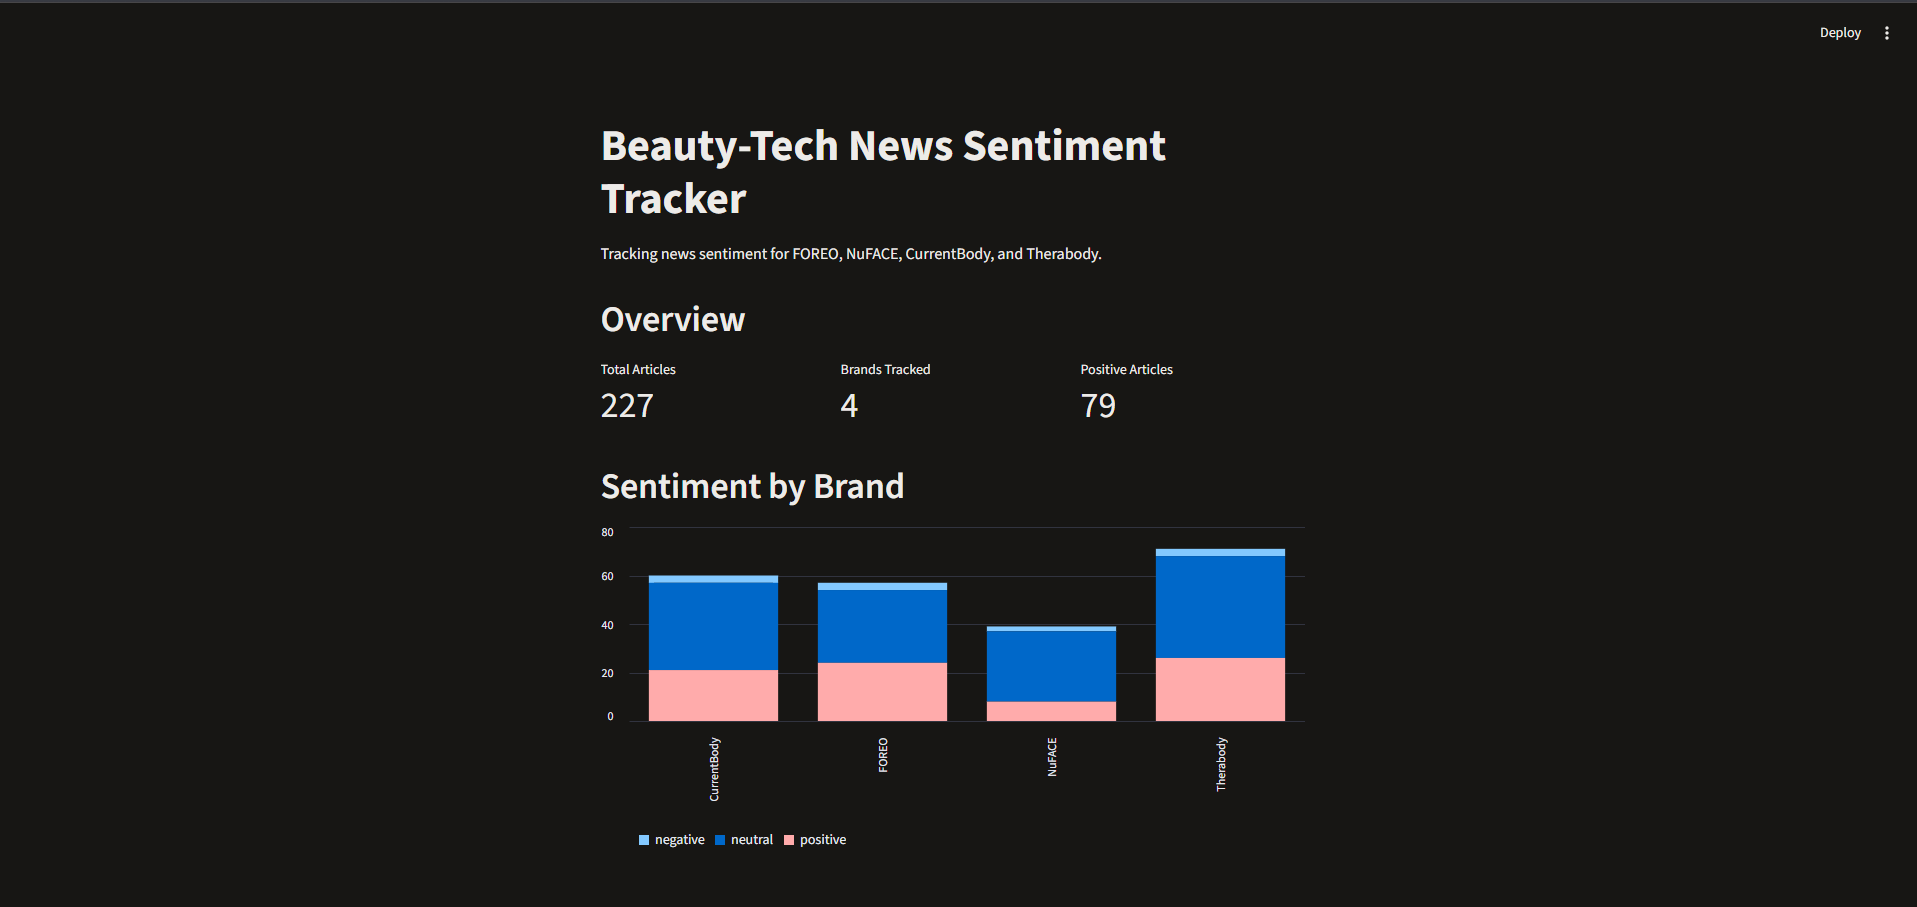 Deploy
Beauty-Tech News Sentiment
Tracker
Tracking news sentiment for FOREO, NuFACE, CurrentBody, and Therabody.
Overview
Total Articles
227
Brands Tracked
4
Positive Articles
79
Sentiment by Brand
80
60
40
20
0
CurrentBody
FOREO
NuFACE
Therabody
negative
neutral
positive